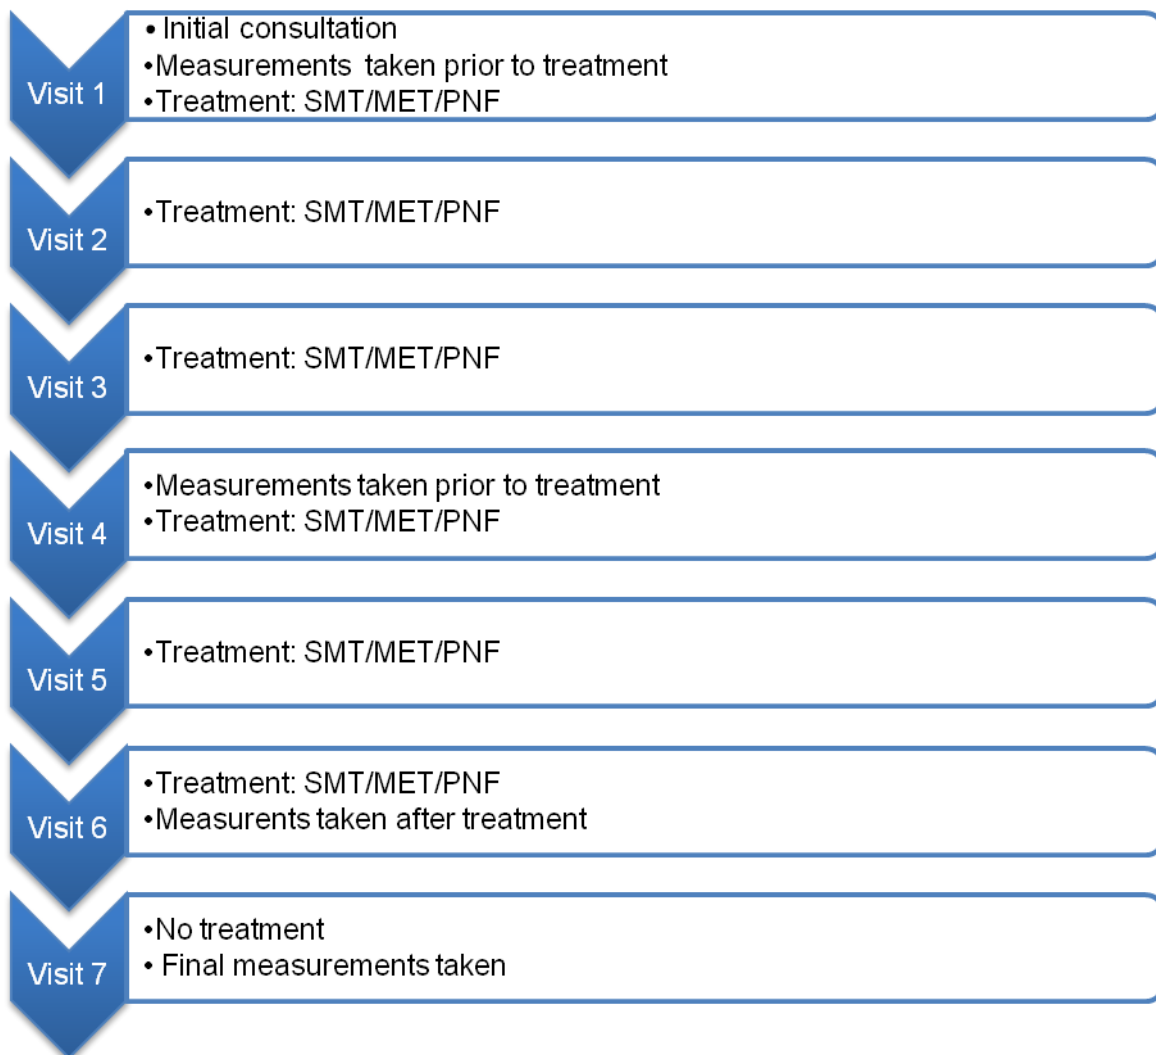 Visit 1
• Initial consultation
•Measurements taken prior to treatment
•Treatment: SMT/MET/PNF
Visit 2
•Treatment: SMT/MET/PNF
Visit 3
•Treatment: SMT/MET/PNF
Visit 4
•Measurements taken prior to treatment
•Treatment: SMT/MET/PNF
Visit 5
•Treatment: SMT/MET/PNF
Visit 6
•Treatment: SMT/MET/PNF
•Measurents taken after treatment
Visit 7
•No treatment
• Final measurements taken